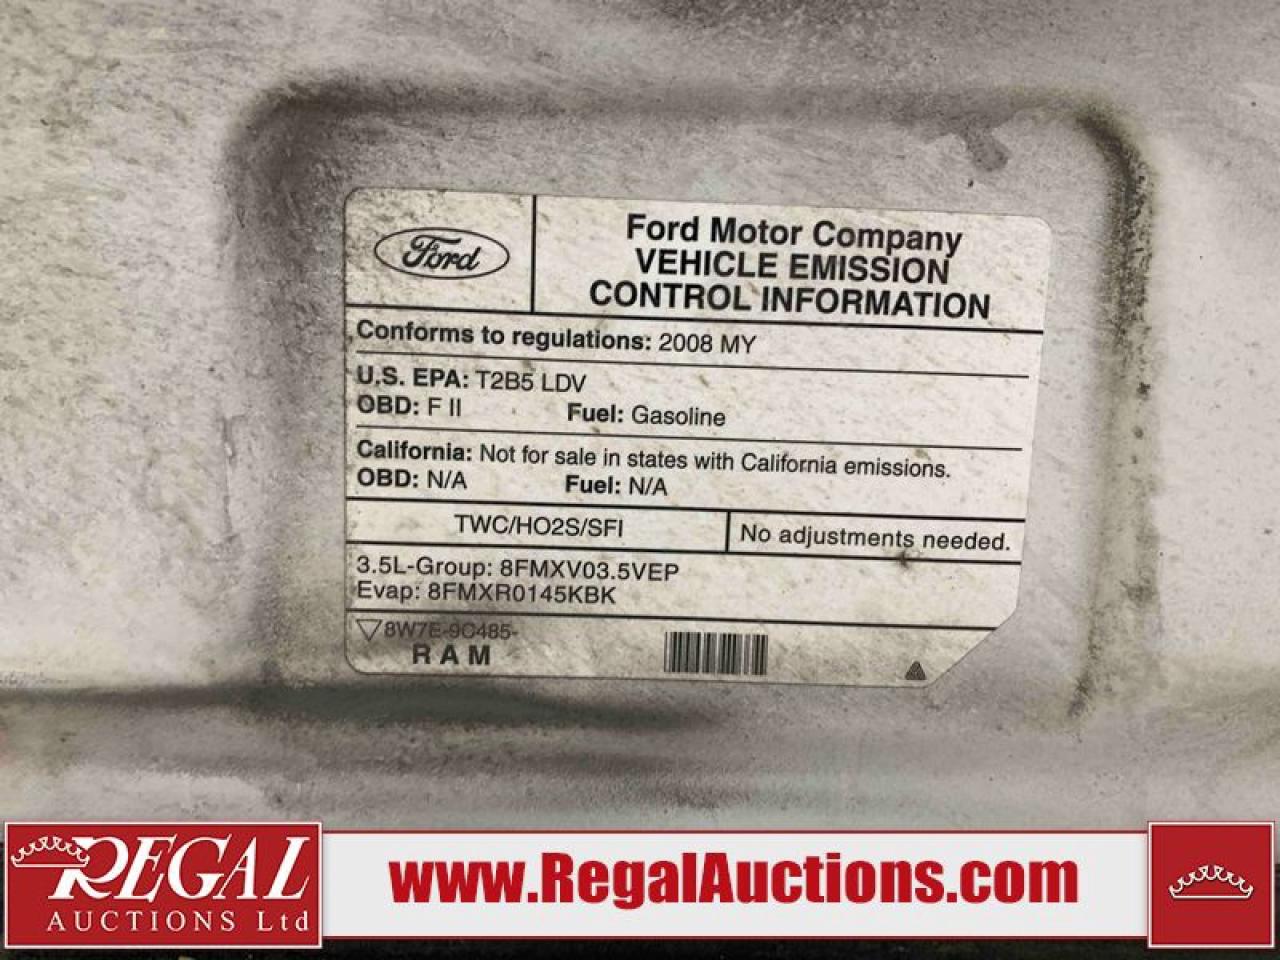 Ford
Ford Motor Company
VEHICLE EMISSION
CONTROL INFORMATION
Conforms to regulations: 2008 MY
U.S. EPA: T2B5 LDV
OBD: F II Fuel: Gasoline
California: Not for sale in states with California emissions.
OBD: N/A Fuel: N/A
TWC/HO2S/SFI No adjustments needed.
3.5L-Group: 8FMXV03.5VEP
Evap: 8FMXR0145KBK
8W7E-9C485-
RAM
REGAL
AUCTIONS Ltd
www.RegalAuctions.com